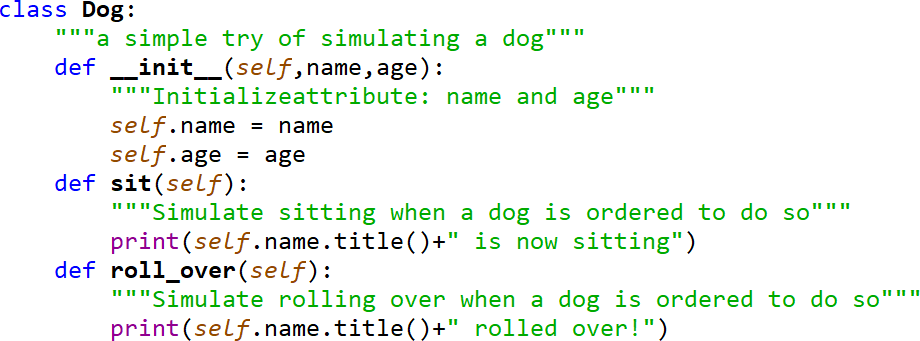 class Dog:
    """a simple try of simulating a dog"""
    def __init__(self,name,age):
        """Initializeattribute: name and age"""
        self.name = name
        self.age = age
    def sit(self):
        """Simulate sitting when a dog is ordered to do so"""
        print(self.name.title()+" is now sitting")
    def roll_over(self):
        """Simulate rolling over when a dog is ordered to do so"""
        print(self.name.title()+" rolled over!")